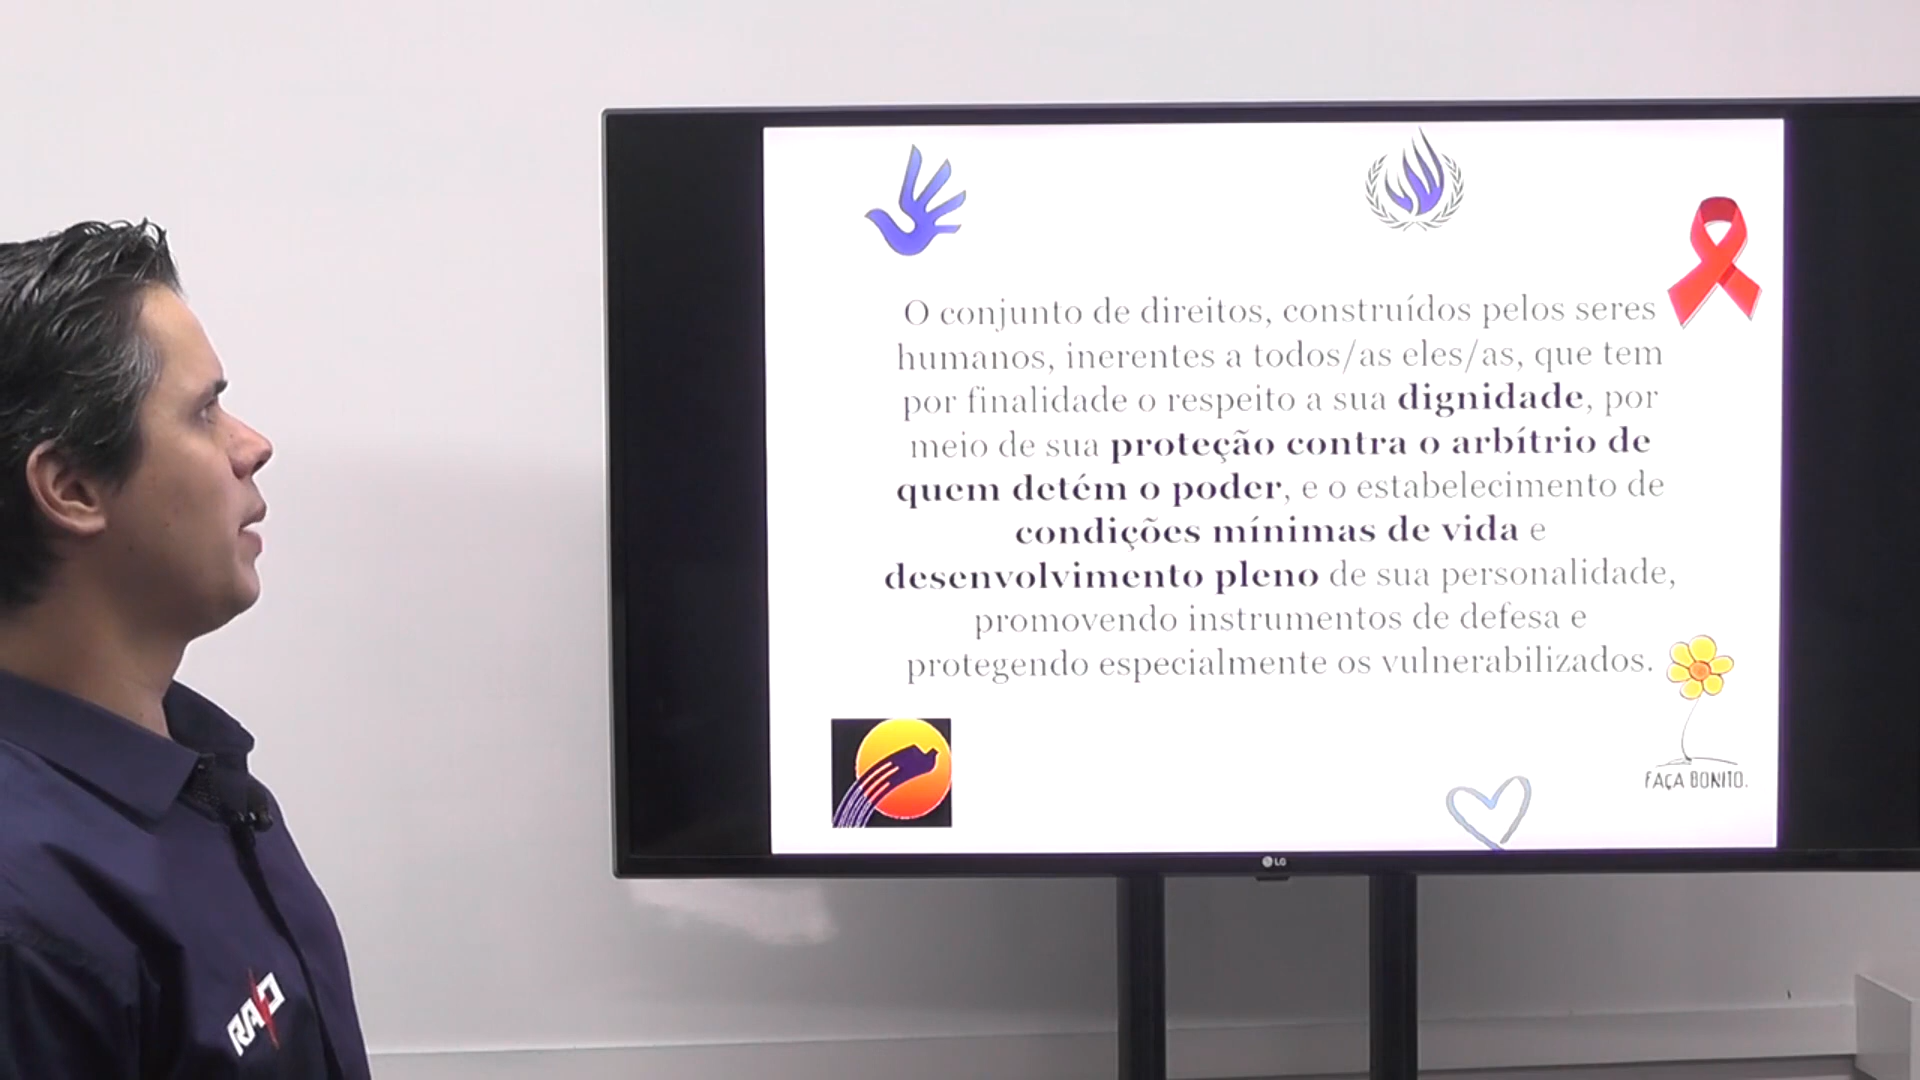 O conjunto de direitos, construídos pelos seres
humanos, inerentes a todos/as eles/as, que tem
por finalidade o respeito a sua dignidade, por
meio de sua proteção contra o arbítrio de
quem detém o poder, e o estabelecimento de
condições mínimas de vida e
desenvolvimento pleno de sua personalidade,
promovendo instrumentos de defesa e
protegendo especialmente os vulnerabilizados.
FAÇA BONITO.
LG